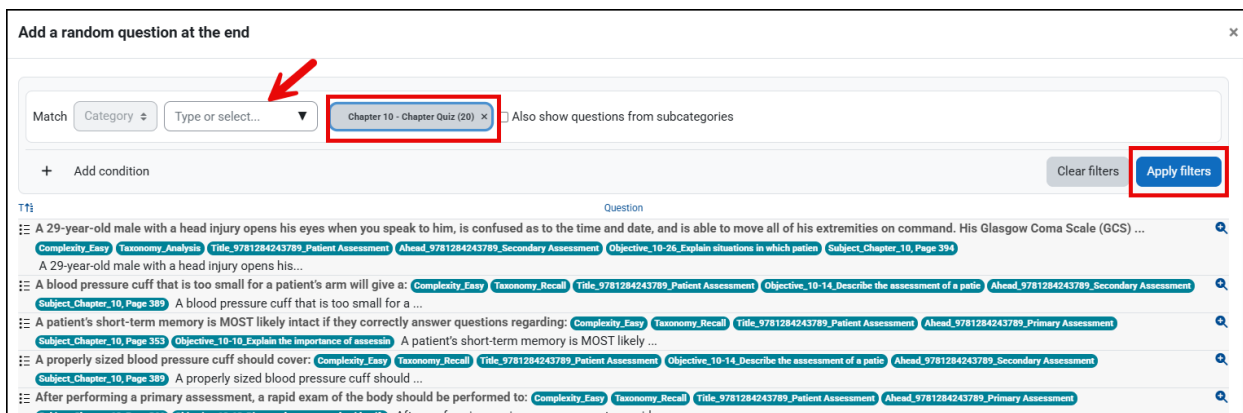 Add a random question at the end ×
Match Category Type or select... ▼ Chapter 10 - Chapter Quiz (20) × Also show questions from subcategories
+ Add condition Clear filters Apply filters
T Question
A 29-year-old male with a head injury opens his eyes when you speak to him, is confused as to the time and date, and is able to move all of his extremities on command. His Glasgow Coma Scale (GCS) ...
Complexity_Easy Taxonomy_Analysis Title_9781284243789_Patient Assessment Ahead_9781284243789_Secondary Assessment Objective_10-26_Explain situations in which patien Subject_Chapter_10, Page 394
A 29-year-old male with a head injury opens his...
A blood pressure cuff that is too small for a patient's arm will give a: Complexity_Easy Taxonomy_Recall Title_9781284243789_Patient Assessment Objective_10-14_Describe the assessment of a patie Ahead_9781284243789_Secondary Assessment
Subject_Chapter_10, Page 389 A blood pressure cuff that is too small for a ...
A patient's short-term memory is MOST likely intact if they correctly answer questions regarding: Complexity_Easy Taxonomy_Recall Title_9781284243789_Patient Assessment Ahead_9781284243789_Primary Assessment
Subject_Chapter_10, Page 353 Objective_10-10_Explain the importance of assessin A patient's short-term memory is MOST likely ...
A properly sized blood pressure cuff should cover: Complexity_Easy Taxonomy_Recall Title_9781284243789_Patient Assessment Objective_10-14_Describe the assessment of a patie Ahead_9781284243789_Secondary Assessment
Subject_Chapter_10, Page 389 A properly sized blood pressure cuff should ...
After performing a primary assessment, a rapid exam of the body should be performed to: Complexity_Easy Taxonomy_Recall Title_9781284243789_Patient Assessment Ahead_9781284243789_Primary Assessment